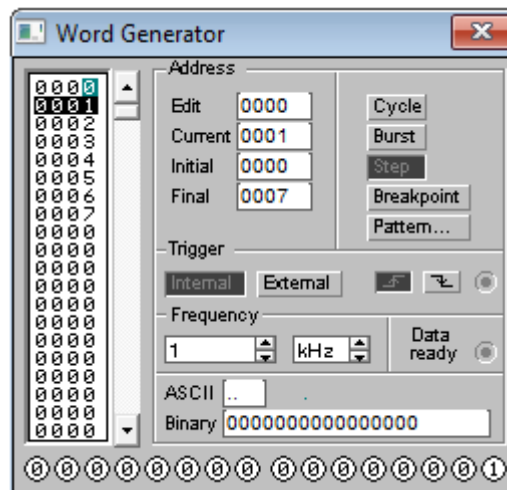 Word Generator
0000
0001
0002
0003
0004
0005
0006
0007
0000
0000
0000
0000
0000
0000
0000
0000
0000
0000
0000
0000
Address
Edit 0000
Current 0001
Initial 0000
Final 0007
Cycle
Burst
Step
Breakpoint
Pattern...
Trigger
Internal External
Frequency
1 kHz
Data
ready
ASCII ..
.
Binary 0000000000000000
0 0 0 0 0 0 0 0 0 0 0 0 0 0 0 1